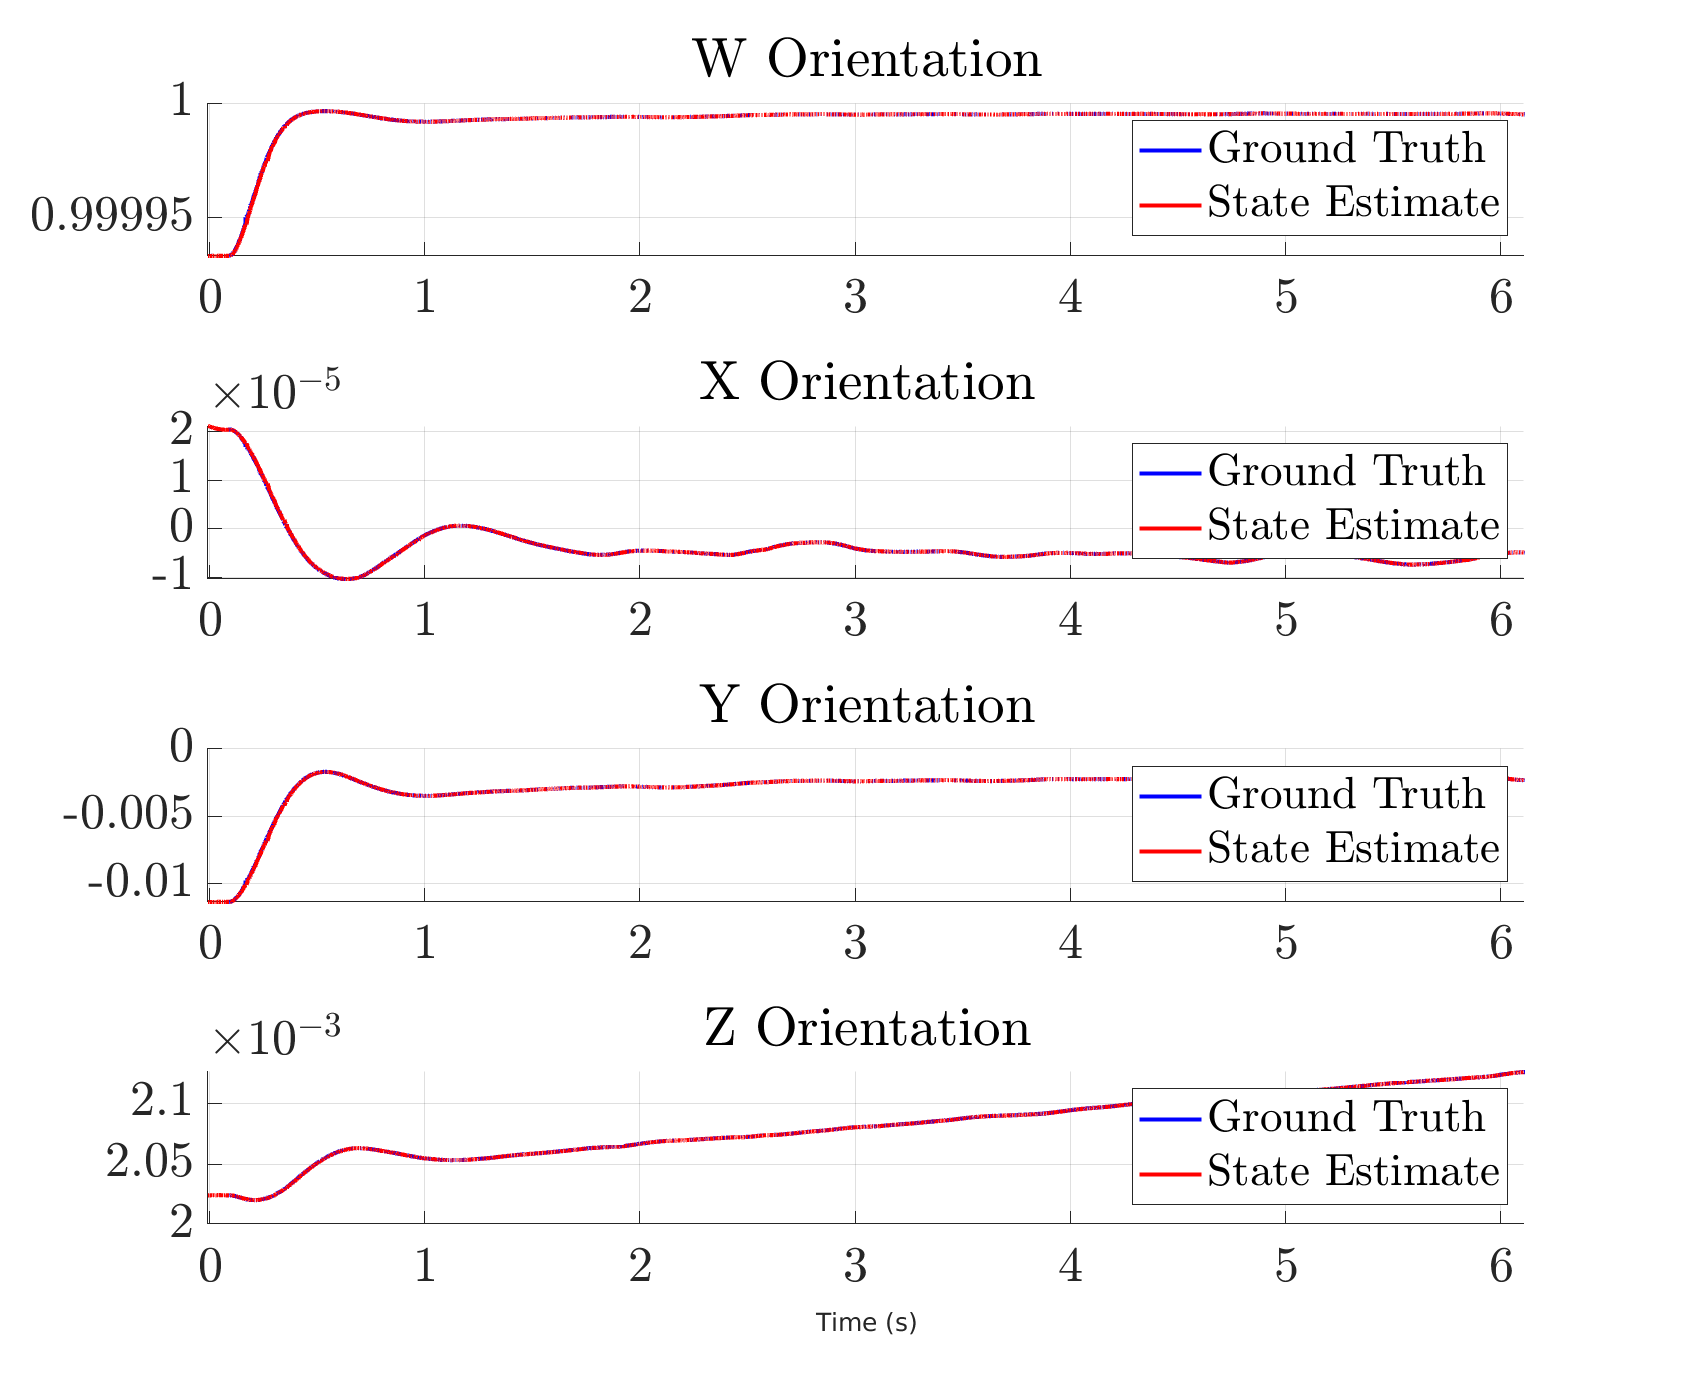 W Orientation
1
0.99995
Ground Truth
State Estimate
0 1 2 3 4 5 6
X Orientation
×10⁻⁵
2
1
0
-1
Ground Truth
State Estimate
0 1 2 3 4 5 6
Y Orientation
0
-0.005
-0.01
Ground Truth
State Estimate
0 1 2 3 4 5 6
Z Orientation
×10⁻³
2.1
2.05
2
Ground Truth
State Estimate
0 1 2 3 4 5 6
Time (s)